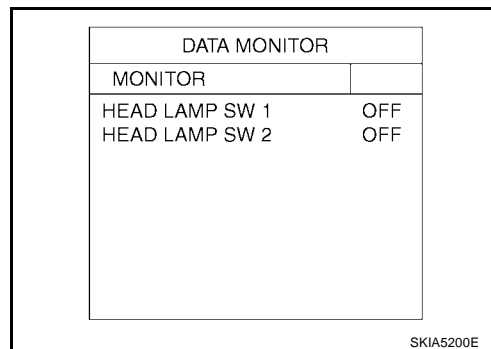 DATA MONITOR
MONITOR
HEAD LAMP SW 1 OFF
HEAD LAMP SW 2 OFF
SKIA5200E